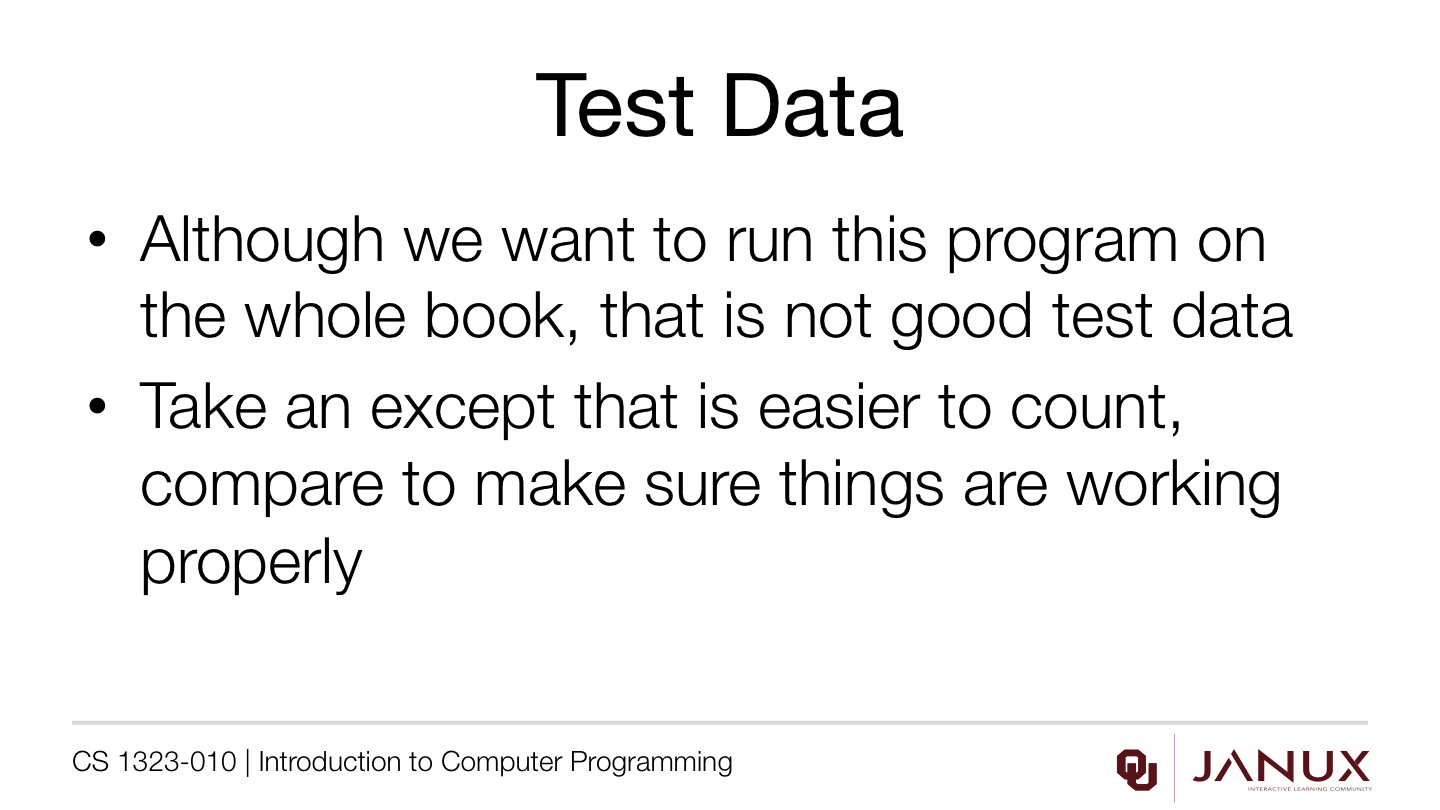 Test Data
• Although we want to run this program on
the whole book, that is not good test data
• Take an except that is easier to count,
compare to make sure things are working
properly
CS 1323-010 | Introduction to Computer Programming
OU
JANUX
INTERACTIVE LEARNING COMMUNITY